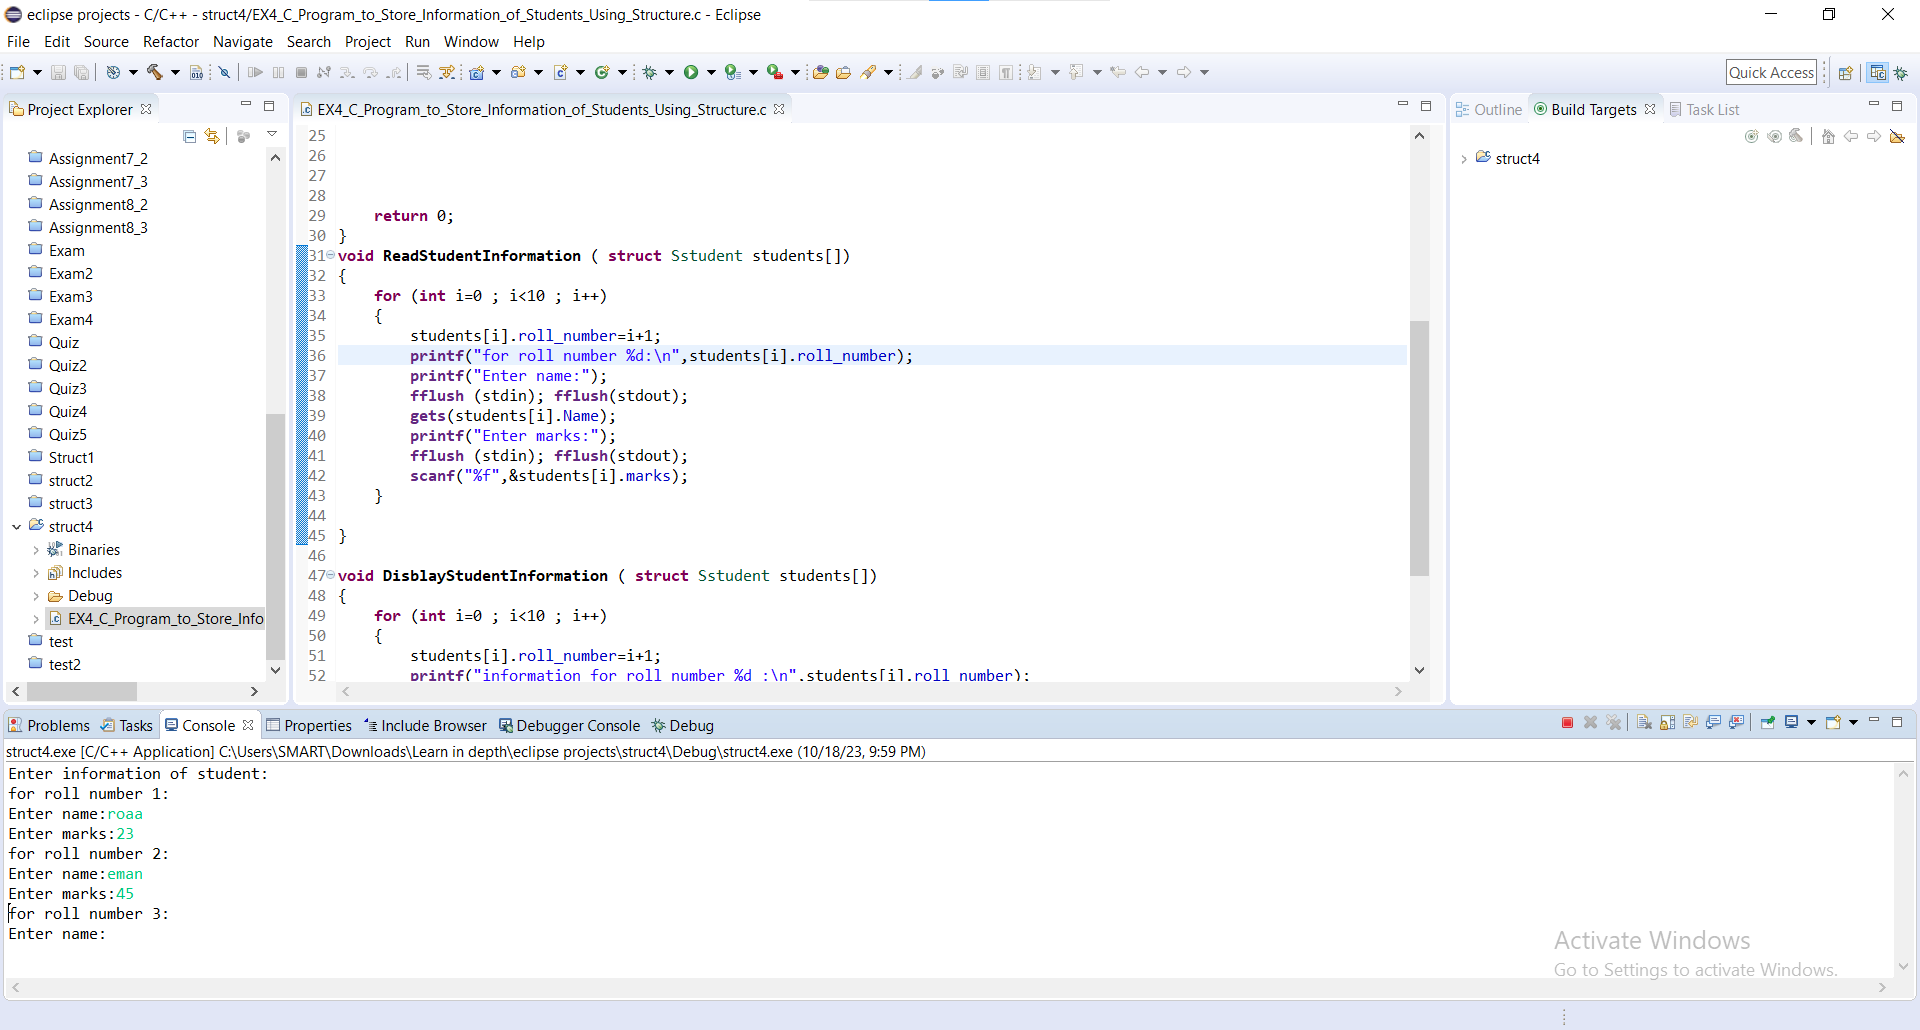 eclipse projects - C/C++ - struct4/EX4_C_Program_to_Store_Information_of_Students_Using_Structure.c - Eclipse
File Edit Source Refactor Navigate Search Project Run Window Help
Quick Access
Project Explorer
Assignment7_2
Assignment7_3
Assignment8_2
Assignment8_3
Exam
Exam2
Exam3
Exam4
Quiz
Quiz2
Quiz3
Quiz4
Quiz5
Struct1
struct2
struct3
struct4
Binaries
Includes
Debug
EX4_C_Program_to_Store_Info
test
test2
EX4_C_Program_to_Store_Information_of_Students_Using_Structure.c
25
26
27
28
29     return 0;
30 }
31 void ReadStudentInformation ( struct Sstudent students[])
32 {
33     for (int i=0 ; i<10 ; i++)
34     {
35         students[i].roll_number=i+1;
36         printf("for roll number %d:\n",students[i].roll_number);
37         printf("Enter name:");
38         fflush (stdin); fflush(stdout);
39         gets(students[i].Name);
40         printf("Enter marks:");
41         fflush (stdin); fflush(stdout);
42         scanf("%f",&students[i].marks);
43     }
44
45 }
46
47 void DisblayStudentInformation ( struct Sstudent students[])
48 {
49     for (int i=0 ; i<10 ; i++)
50     {
51         students[i].roll_number=i+1;
52         printf("information for roll number %d :\n",students[i].roll_number);
Outline Build Targets Task List
struct4
Problems Tasks Console Properties Include Browser Debugger Console Debug
struct4.exe [C/C++ Application] C:\Users\SMART\Downloads\Learn in depth\eclipse projects\struct4\Debug\struct4.exe (10/18/23, 9:59 PM)
Enter information of student:
for roll number 1:
Enter name:roaa
Enter marks:23
for roll number 2:
Enter name:eman
Enter marks:45
for roll number 3:
Enter name:
Activate Windows
Go to Settings to activate Windows.